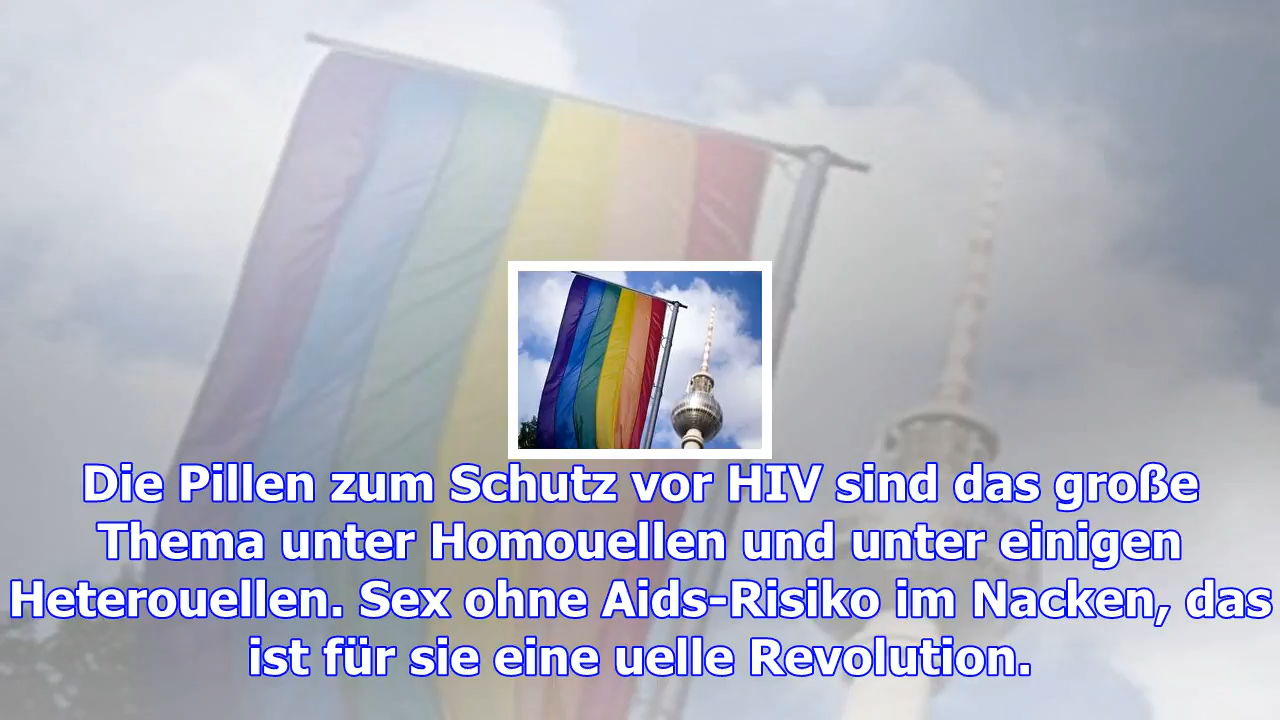 Die Pillen zum Schutz vor HIV sind das große
Thema unter Homouellen und unter einigen
Heterouellen. Sex ohne Aids-Risiko im Nacken, das
ist für sie eine uelle Revolution.